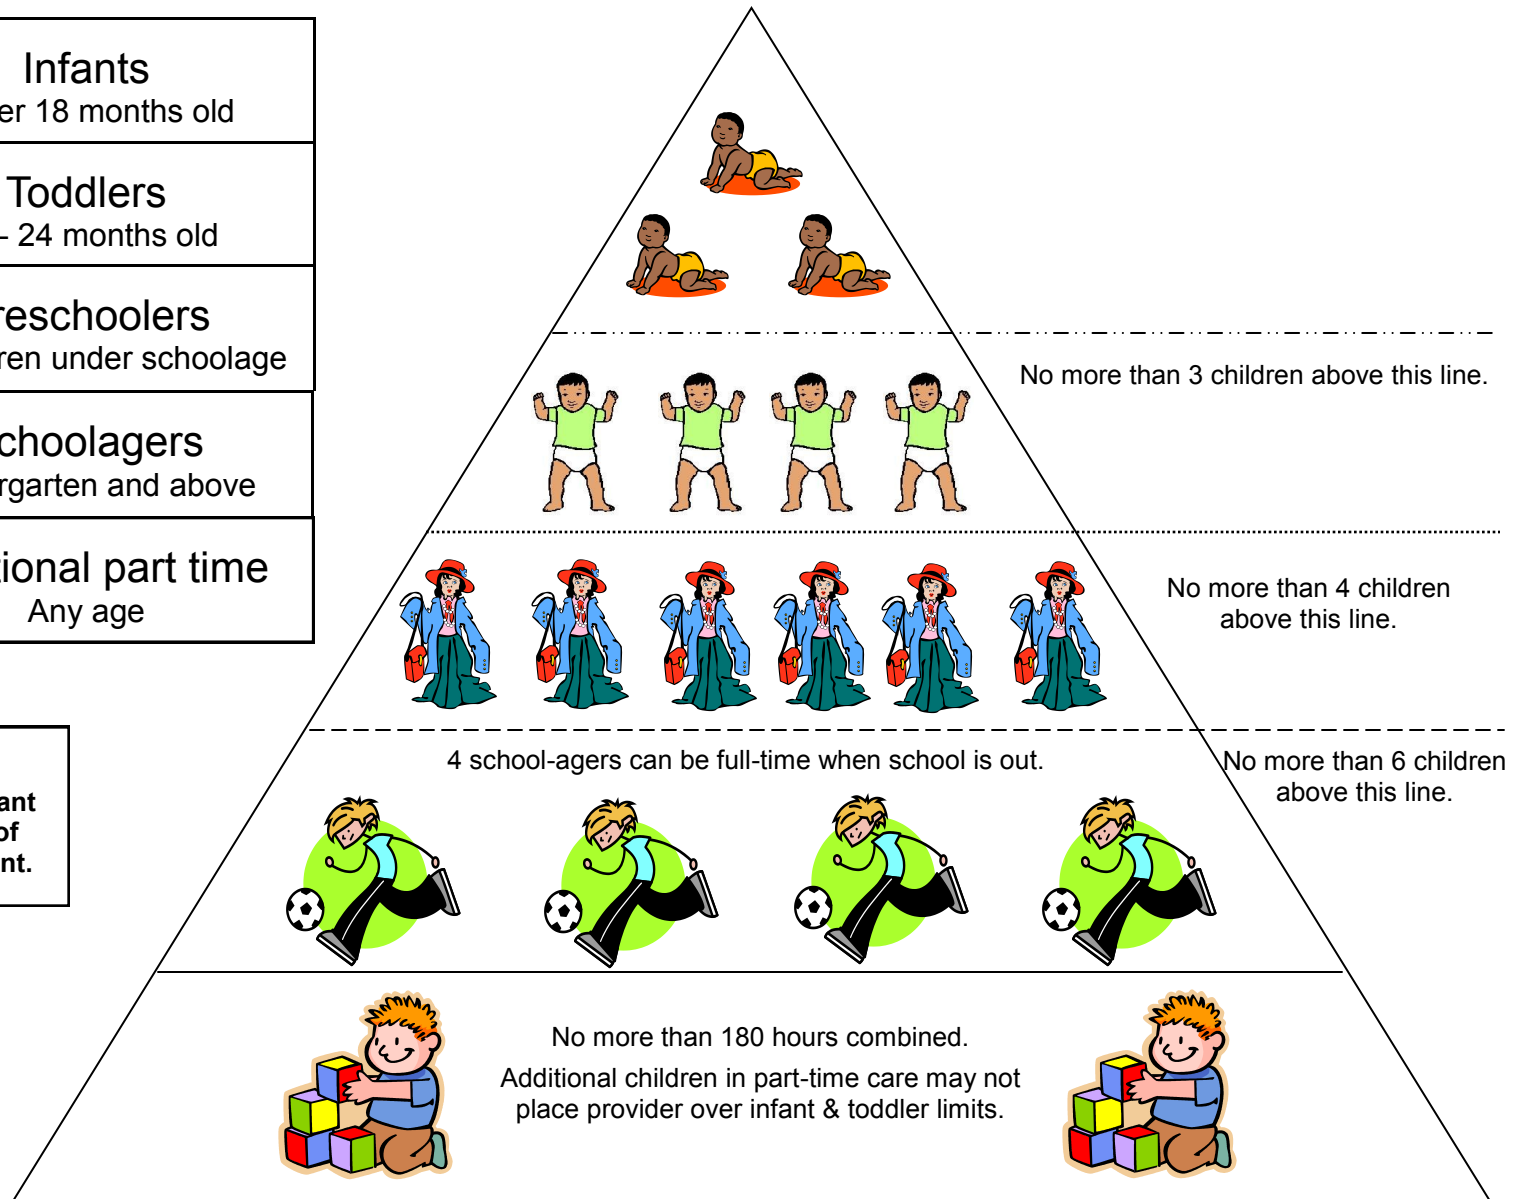 Infants
er 18 months old
Toddlers
- 24 months old
reschoolers
ren under schoolage
choolagers
rgarten and above
tional part time
Any age
ant
of
nt.
No more than 3 children above this line.
No more than 4 children
above this line.
4 school-agers can be full-time when school is out.
No more than 6 children
above this line.
No more than 180 hours combined.
Additional children in part-time care may not
place provider over infant & toddler limits.